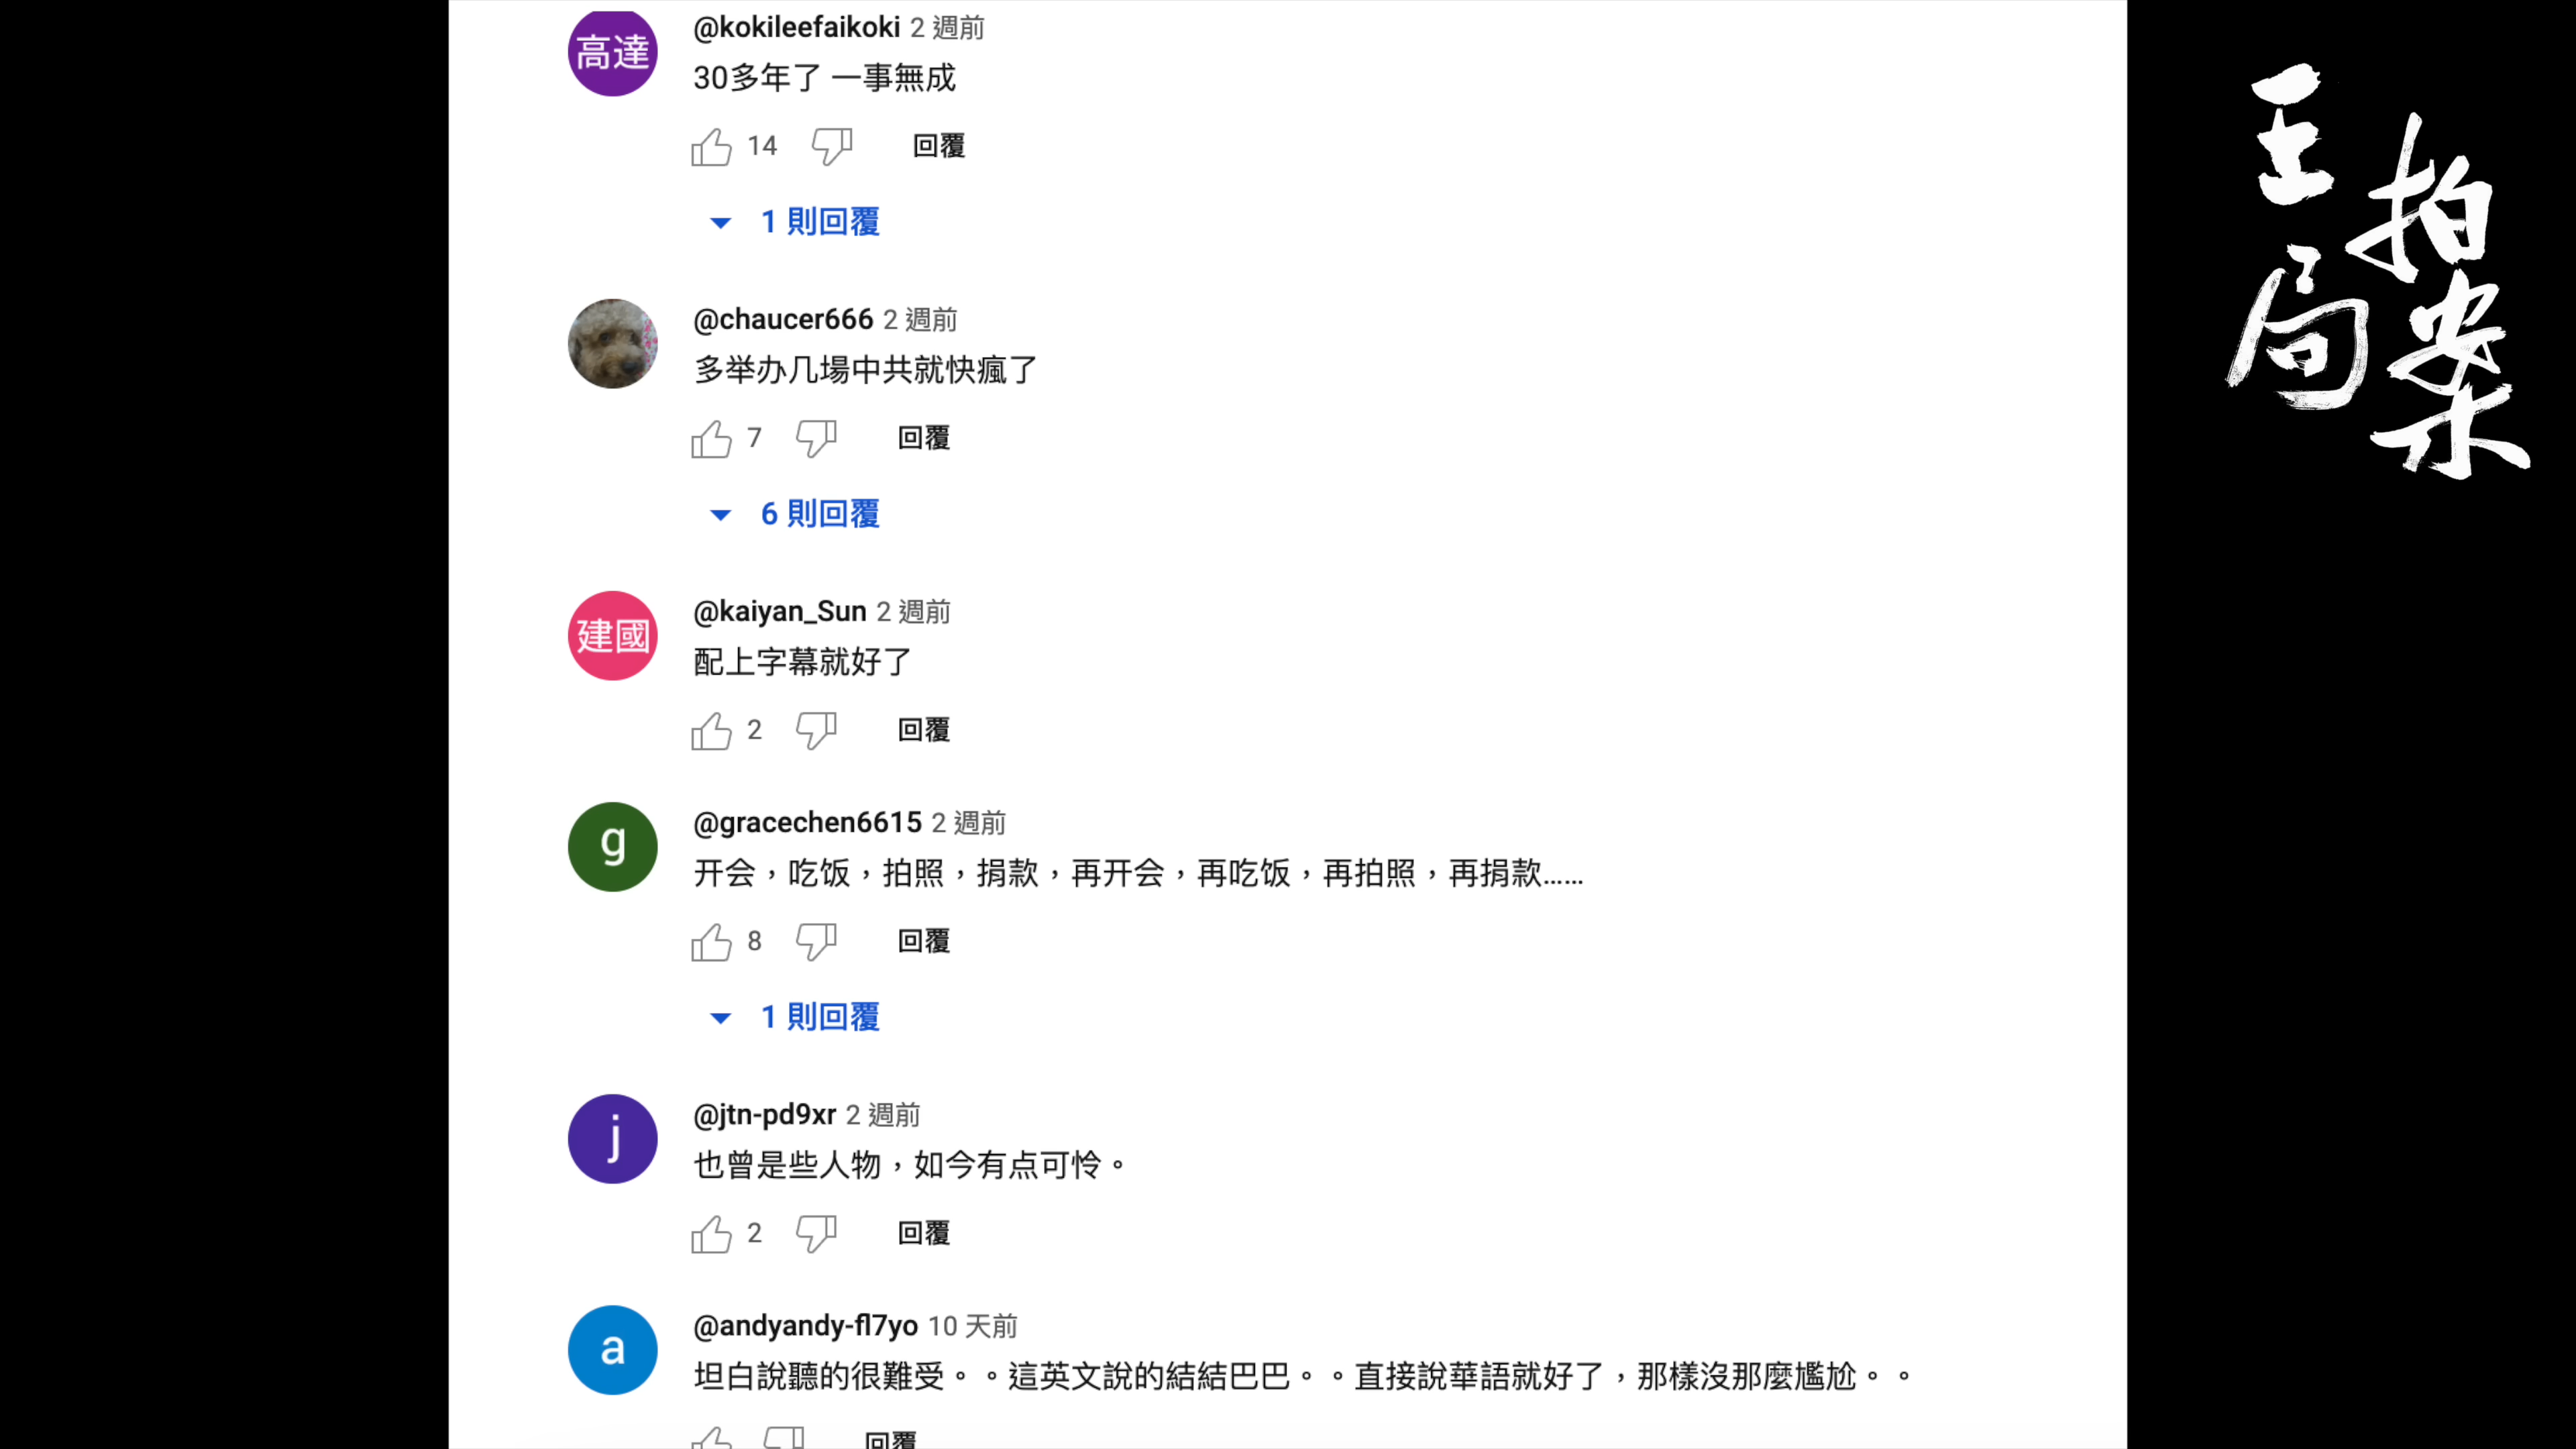 高達
@kokileefaikoki 2 週前
30多年了 一事無成
14 回覆
1 則回覆
@chaucer666 2 週前
多举办几場中共就快瘋了
7 回覆
6 則回覆
建國
@kaiyan_Sun 2 週前
配上字幕就好了
2 回覆
g
@gracechen6615 2 週前
开会，吃饭，拍照，捐款，再开会，再吃饭，再拍照，再捐款……
8 回覆
1 則回覆
j
@jtn-pd9xr 2 週前
也曾是些人物，如今有点可怜。
2 回覆
a
@andyandy-fl7yo 10 天前
坦白說聽的很難受。。這英文說的結結巴巴。。直接說華語就好了，那樣沒那麼尷尬。。
回覆
王局
拍案